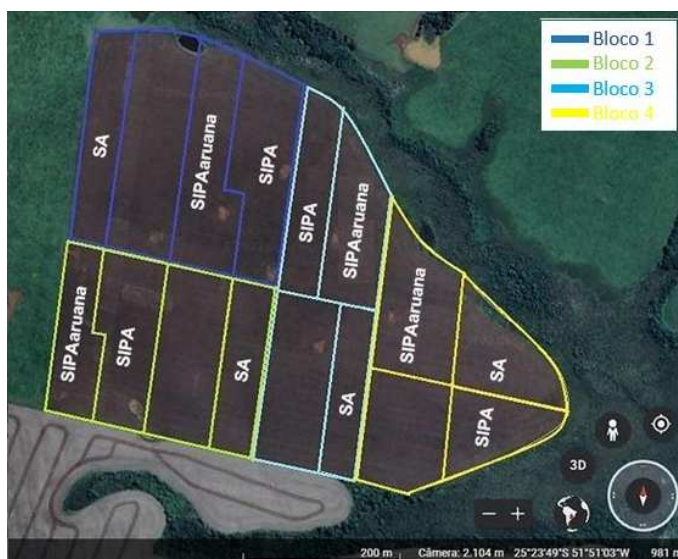 Bloco 1
Bloco 2
Bloco 3
Bloco 4
SA
SIPAaruana
SIPA
SIPA
SIPAaruana
SIPAaruana
SIPA
SA
SA
SIPAaruana
SA
SIPA
3D
200 m Câmera: 2.104 m 25°23'49"S 51°51'03"W 981 m